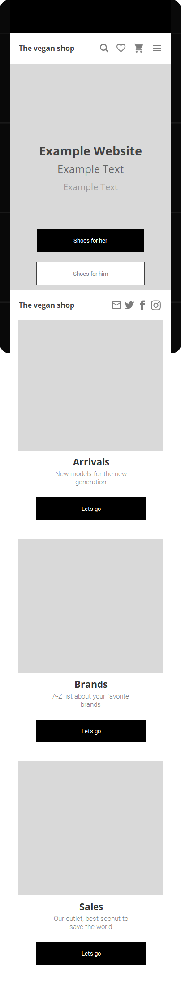 The vegan shop
Example Website
Example Text
Example Text
Shoes for her
Shoes for him
The vegan shop
Arrivals
New models for the new
generation
Lets go
Brands
A-Z list about your favorite
brands
Lets go
Sales
Our outlet, best sconut to
save the world
Lets go